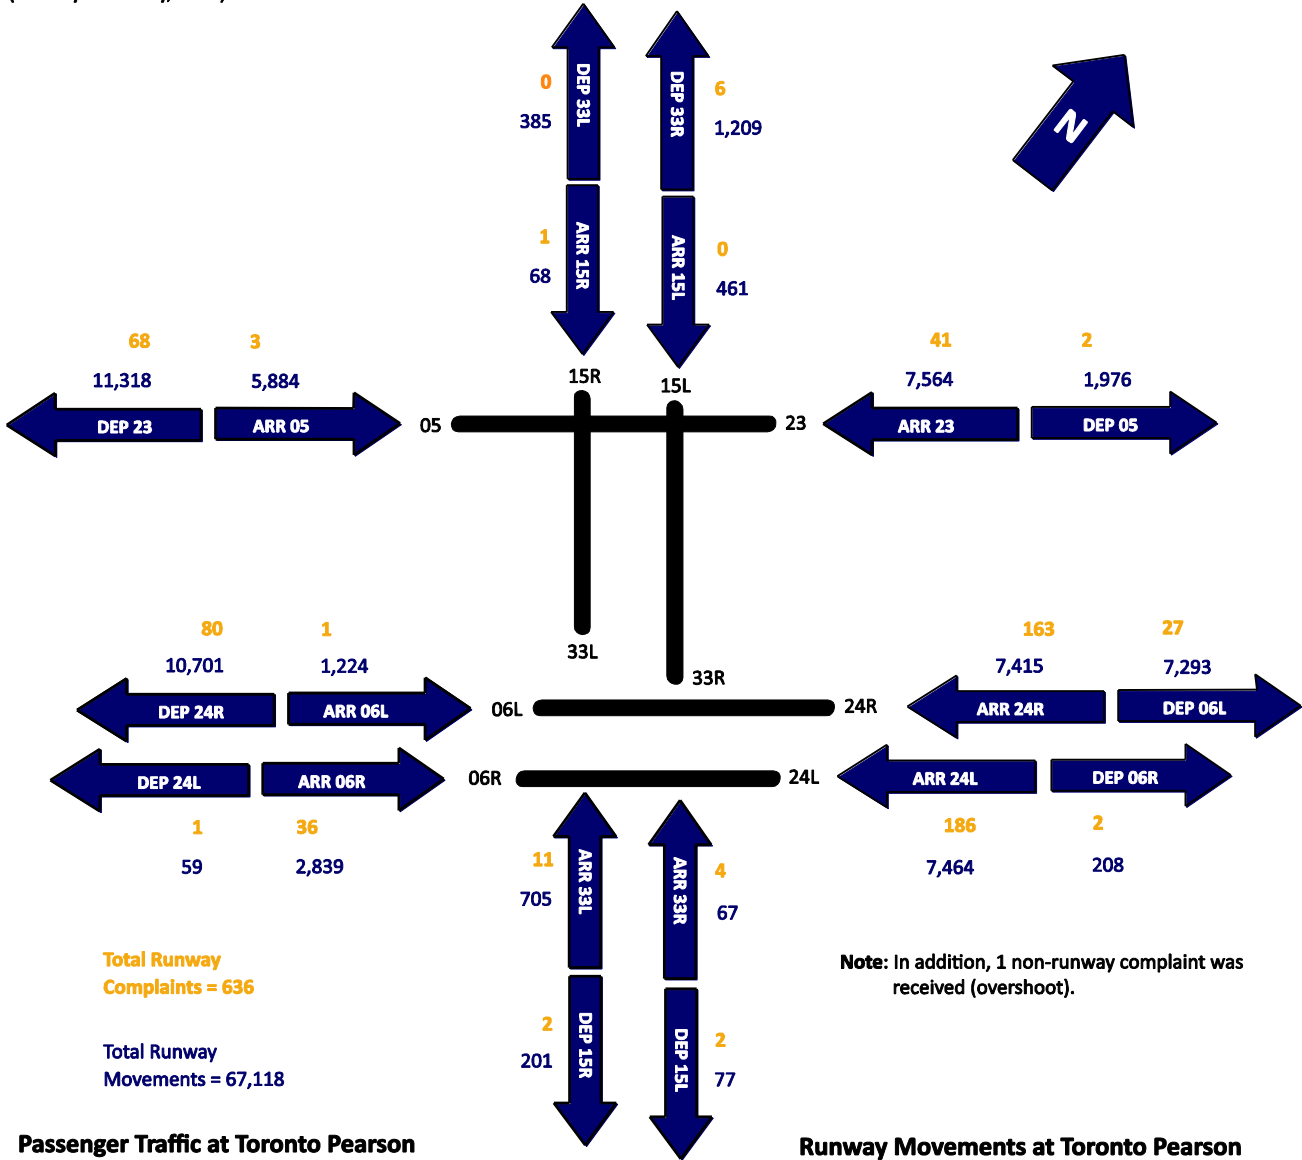 DEP 33L
DEP 33R
0
385
6
1,209
N
ARR 15R
ARR 15L
1
68
0
461
68
3
11,318
5,884
DEP 23
ARR 05
15R
15L
05
23
41
2
7,564
1,976
ARR 23
DEP 05
80
1
10,701
1,224
DEP 24R
ARR 06L
33L
33R
06L
24R
163
27
7,415
7,293
ARR 24R
DEP 06L
DEP 24L
ARR 06R
06R
24L
ARR 24L
DEP 06R
1
36
59
2,839
186
2
7,464
208
11
705
ARR 33L
ARR 33R
4
67
Total Runway
Complaints = 636
Note: In addition, 1 non-runway complaint was
received (overshoot).
2
201
DEP 15R
DEP 15L
2
77
Total Runway
Movements = 67,118
Passenger Traffic at Toronto Pearson
Runway Movements at Toronto Pearson